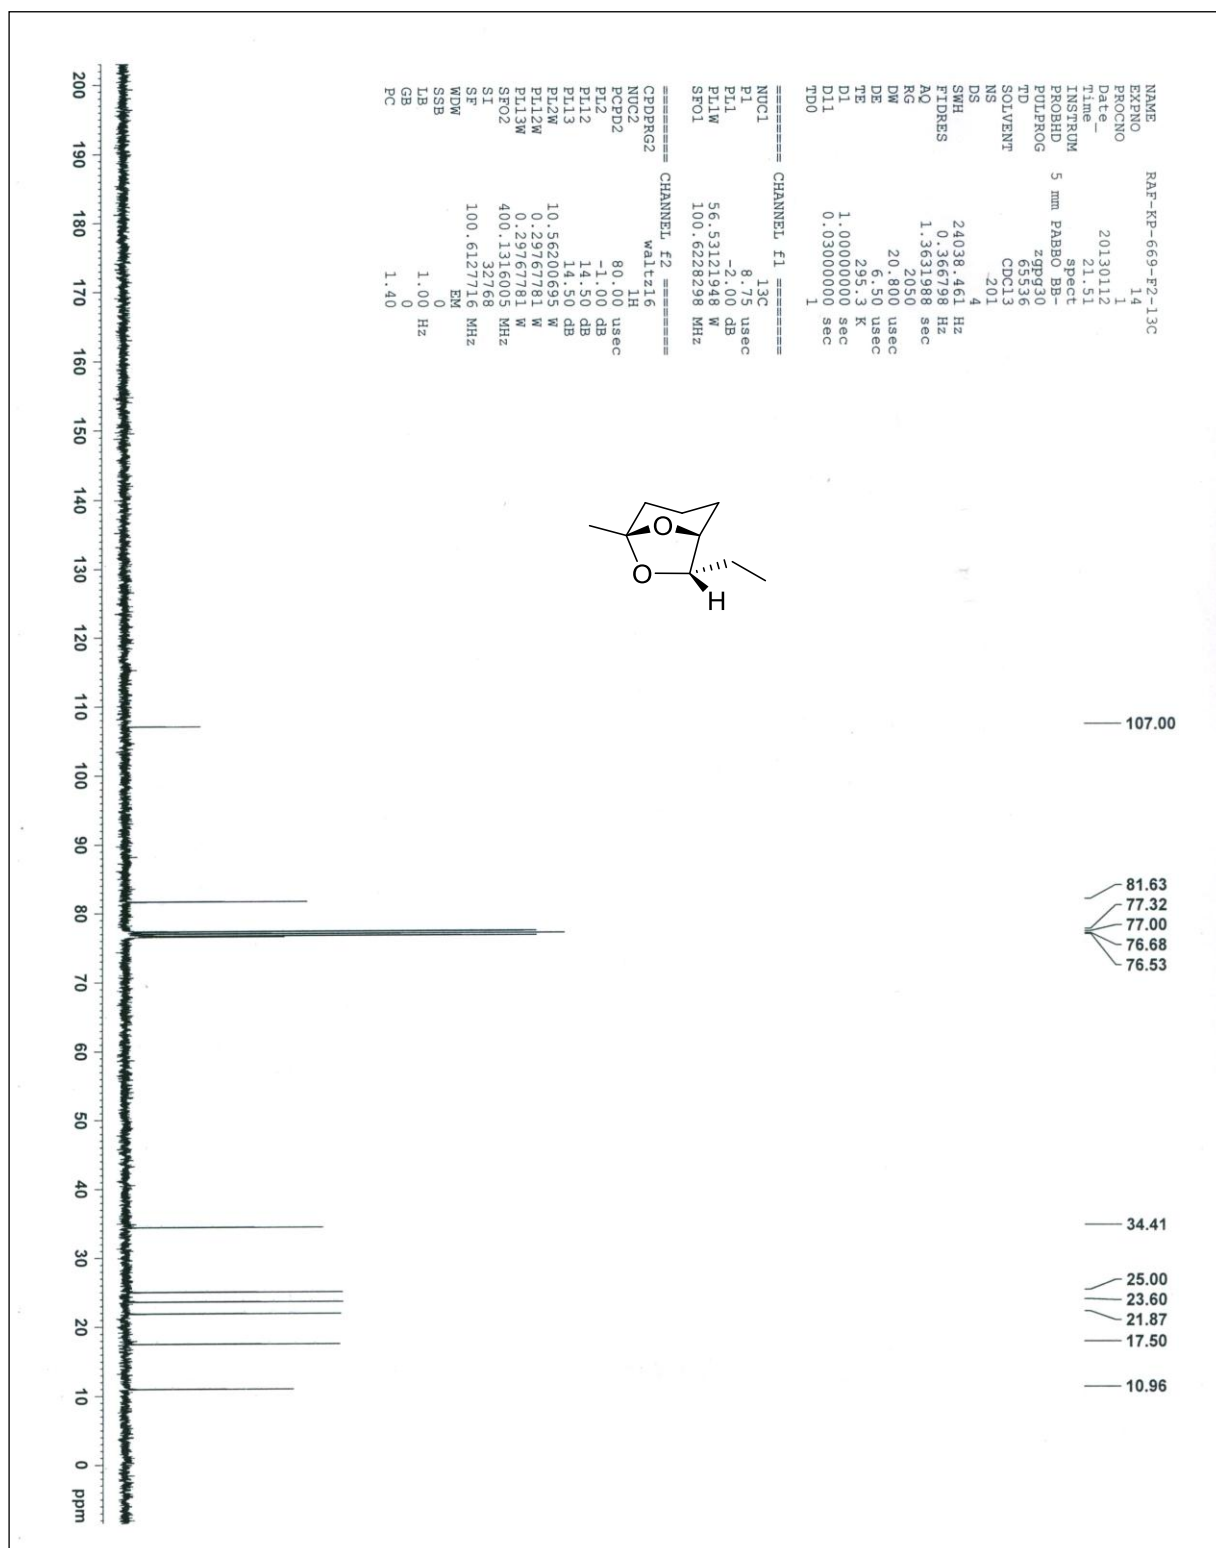 NAME RAF-KP-669-F2-13C
EXPNO 14
PROCNO 1
Date_ 20130112
Time 21.51
INSTRUM spect
PROBHD 5 mm PABBO BB-
PULPROG zgpg30
TD 65536
SOLVENT CDCl3
NS 201
DS 4
SWH 24038.461 Hz
FIDRES 0.366798 Hz
AQ 1.3631988 sec
RG 2050
DW 20.800 usec
DE 6.50 usec
TE 295.3 K
D1 1.00000000 sec
D11 0.03000000 sec
TD0 1
======== CHANNEL f1 ========
NUC1 13C
P1 8.75 usec
PL1 -2.00 dB
PL1W 56.53121948 W
SFO1 100.6228298 MHz
======== CHANNEL f2 ========
CPDPRG2 waltz16
NUC2 1H
PCPD2 80.00 usec
PL2 -1.00 dB
PL12 14.50 dB
PL13 14.50 dB
PL2W 10.56200695 W
PL12W 0.29767781 W
PL13W 0.29767781 W
SFO2 400.1316005 MHz
SI 32768
SF 100.6127716 MHz
WDW EM
SSB 0
LB 1.00 Hz
GB 0
PC 1.40
107.00
81.63
77.32
77.00
76.68
76.53
34.41
25.00
23.60
21.87
17.50
10.96
O
O
H
200 190 180 170 160 150 140 130 120 110 100 90 80 70 60 50 40 30 20 10 0 ppm